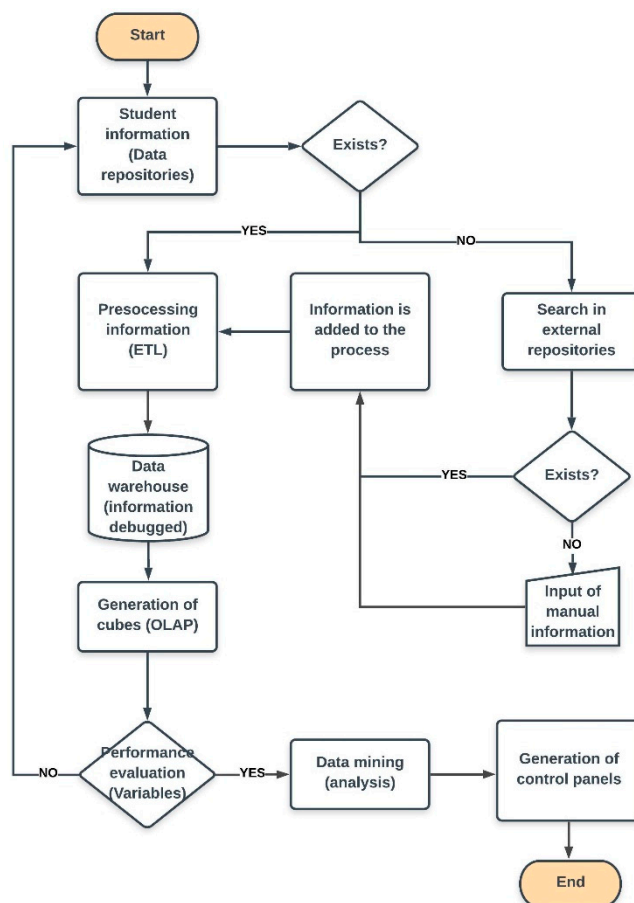 Start
Student
information
(Data
repositories)
Exists?
YES
NO
Presocessing
information
(ETL)
Information is
added to the
process
Search in
external
repositories
Data
warehouse
(information
debugged)
YES
Exists?
NO
Generation of
cubes (OLAP)
Input of
manual
information
Performance
evaluation
(Variables)
NO
YES
Data mining
(analysis)
Generation of
control panels
End